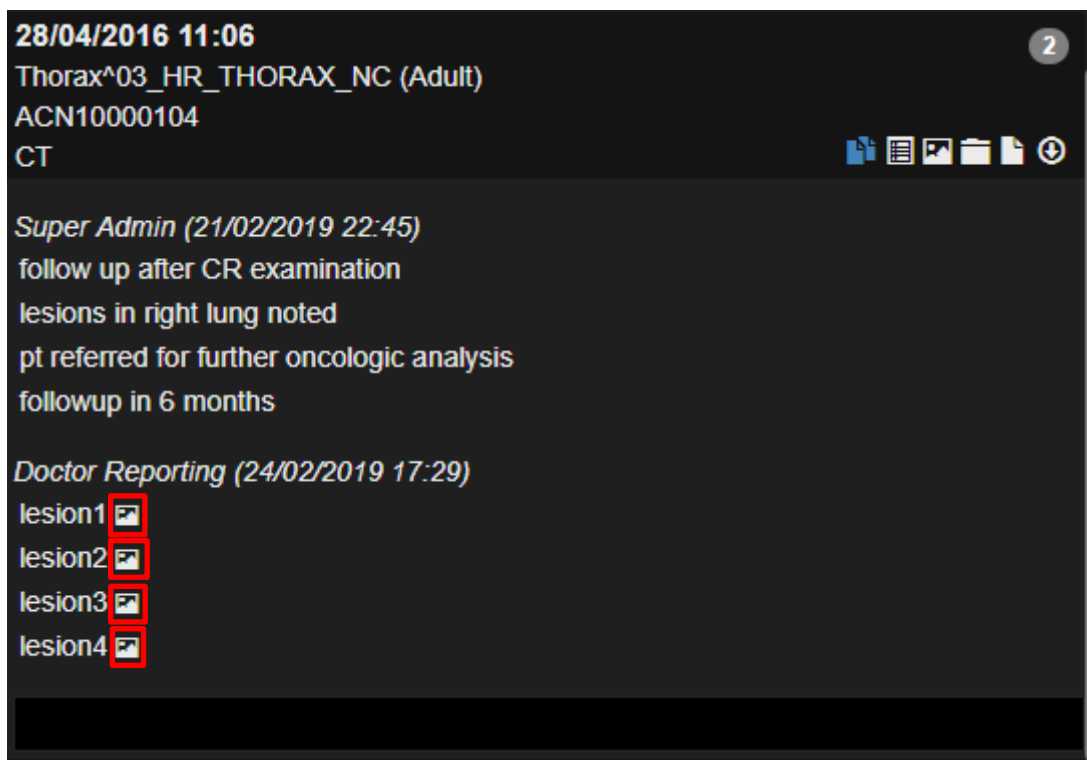 28/04/2016 11:06
2
Thorax^03_HR_THORAX_NC (Adult)
ACN10000104
CT
Super Admin (21/02/2019 22:45)
follow up after CR examination
lesions in right lung noted
pt referred for further oncologic analysis
followup in 6 months
Doctor Reporting (24/02/2019 17:29)
lesion1
lesion2
lesion3
lesion4